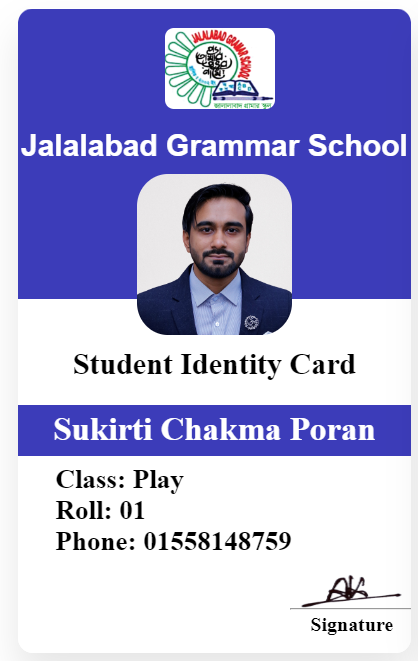 JALALABAD GRAMMAR SCHOOL
জালালাবাদ গ্রামার স্কুল
Jalalabad Grammar School
Student Identity Card
Sukirti Chakma Poran
Class: Play
Roll: 01
Phone: 01558148759
Signature